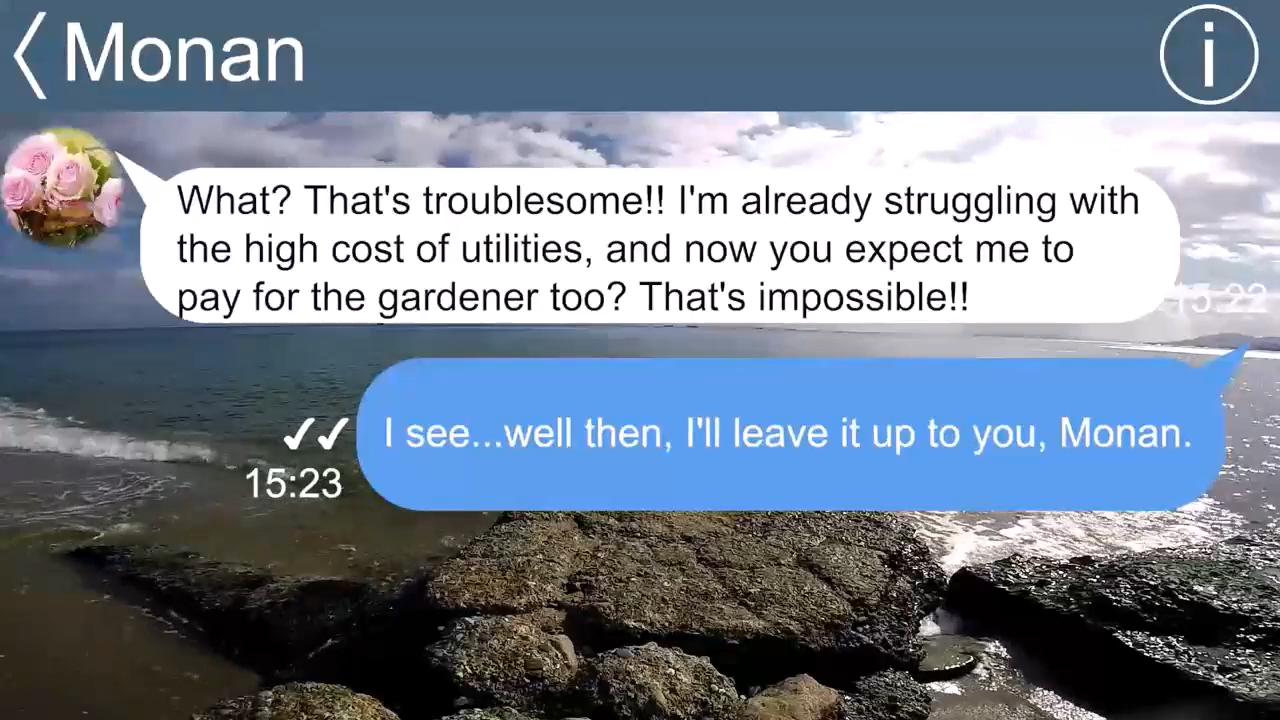 Monan
What? That's troublesome!! I'm already struggling with
the high cost of utilities, and now you expect me to
pay for the gardener too? That's impossible!!
15:22
I see...well then, I'll leave it up to you, Monan.
15:23